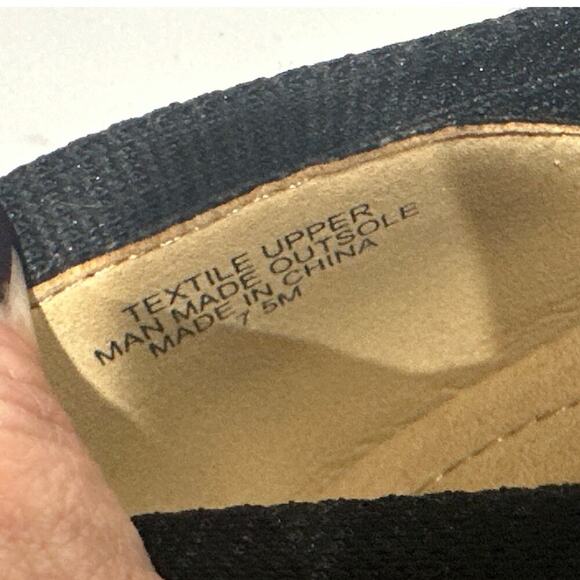 TEXTILE UPPER
MAN MADE OUTSOLE
MADE IN CHINA
7 5M